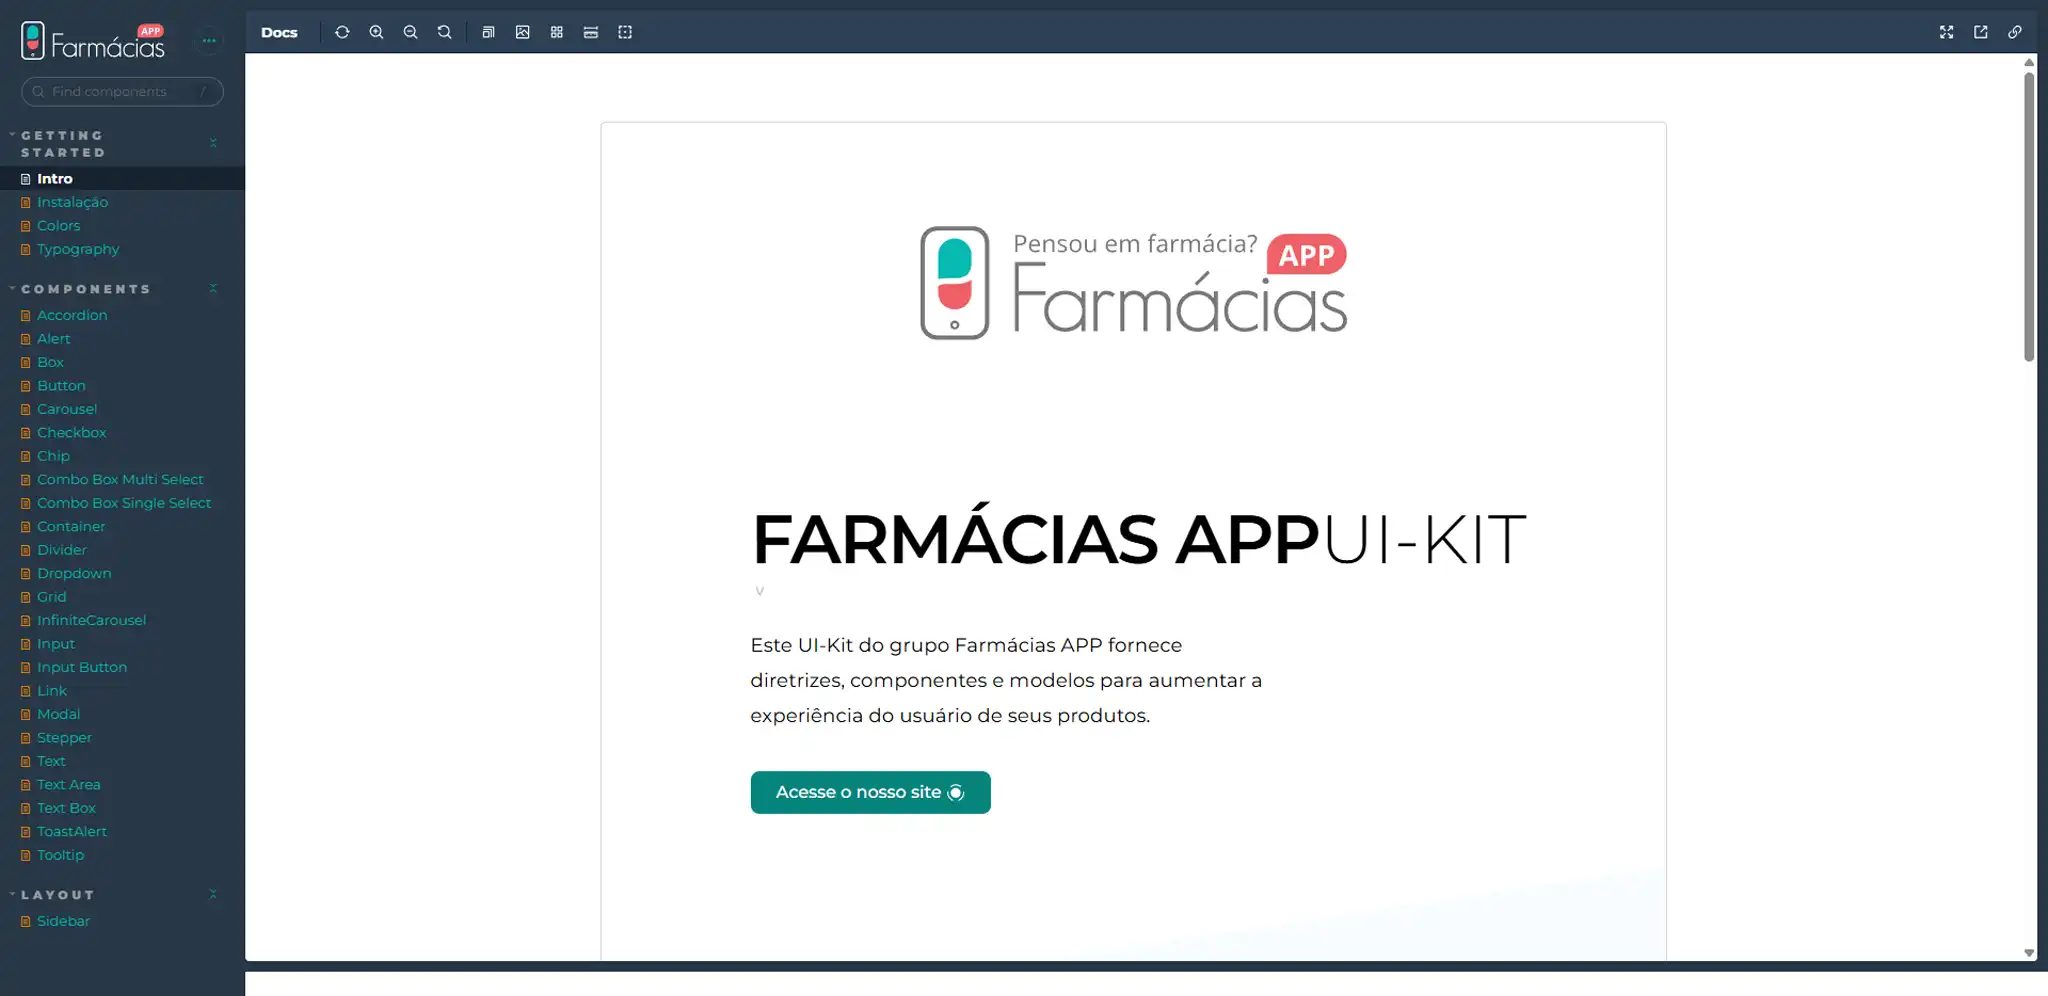 APP
Farmácias
Find components
/
GETTING
STARTED
Intro
Instalação
Colors
Typography
COMPONENTS
Accordion
Alert
Box
Button
Carousel
Checkbox
Chip
Combo Box Multi Select
Combo Box Single Select
Container
Divider
Dropdown
Grid
InfiniteCarousel
Input
Input Button
Link
Modal
Stepper
Text
Text Area
Text Box
ToastAlert
Tooltip
LAYOUT
Sidebar
Docs
Pensou em farmácia?
APP
Farmácias
FARMÁCIAS APPUI-KIT
v
Este UI-Kit do grupo Farmácias APP fornece
diretrizes, componentes e modelos para aumentar a
experiência do usuário de seus produtos.
Acesse o nosso site